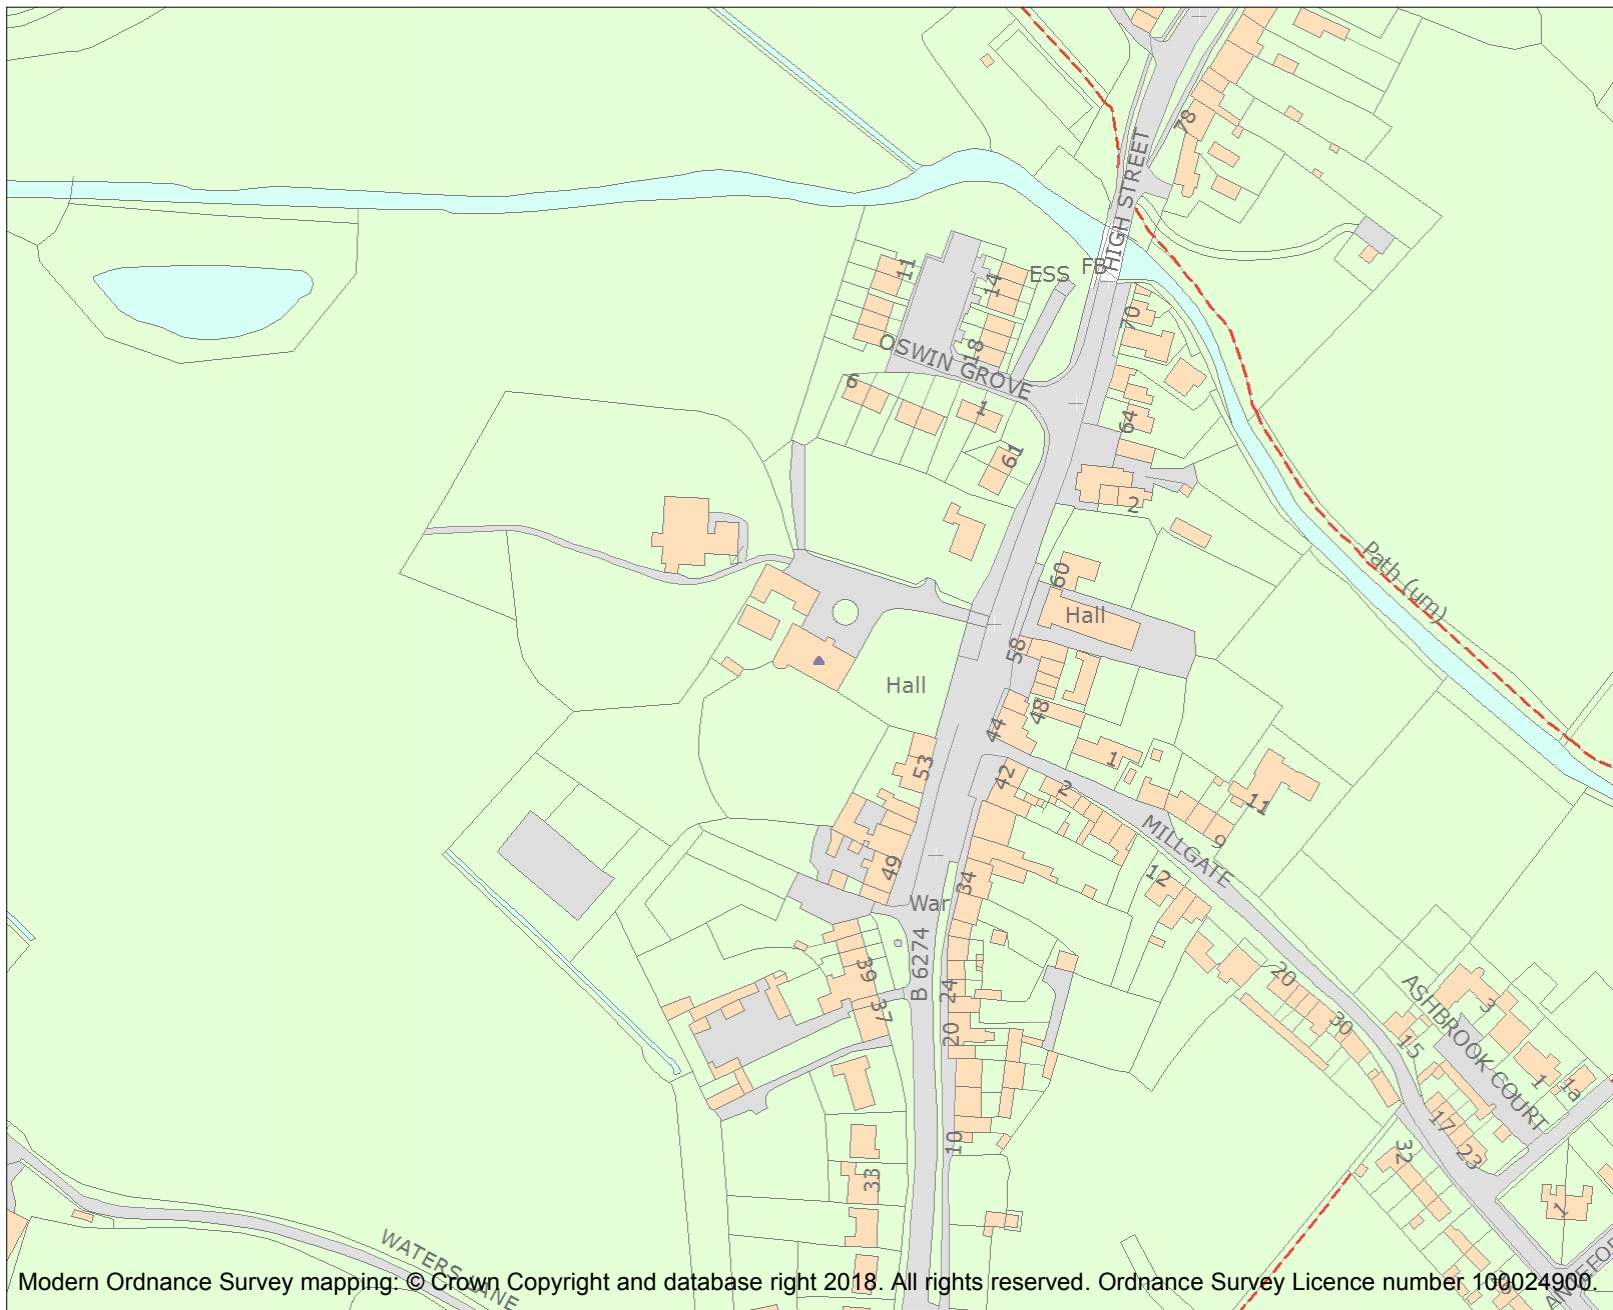 78
HIGH STREET
11
14
ESS
FB
70
OSWIN GROVE
18
6
1
64
61
2
Path (um)
60
Hall
58
Hall
48
44
53
1
42
2
11
MILLGATE
9
49
34
12
War
B 6274
39
37
24
20
20
30
ASHBROOK COURT
3
15
1
1a
17
23
10
32
33
1
WATERS LANE
Modern Ordnance Survey mapping: © Crown Copyright and database right 2018. All rights reserved. Ordnance Survey Licence number 100024900.